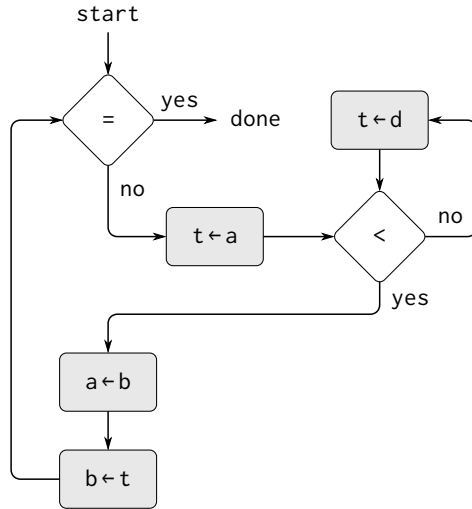 start
=
yes
done
t←d
no
t←a
<
no
yes
a←b
b←t